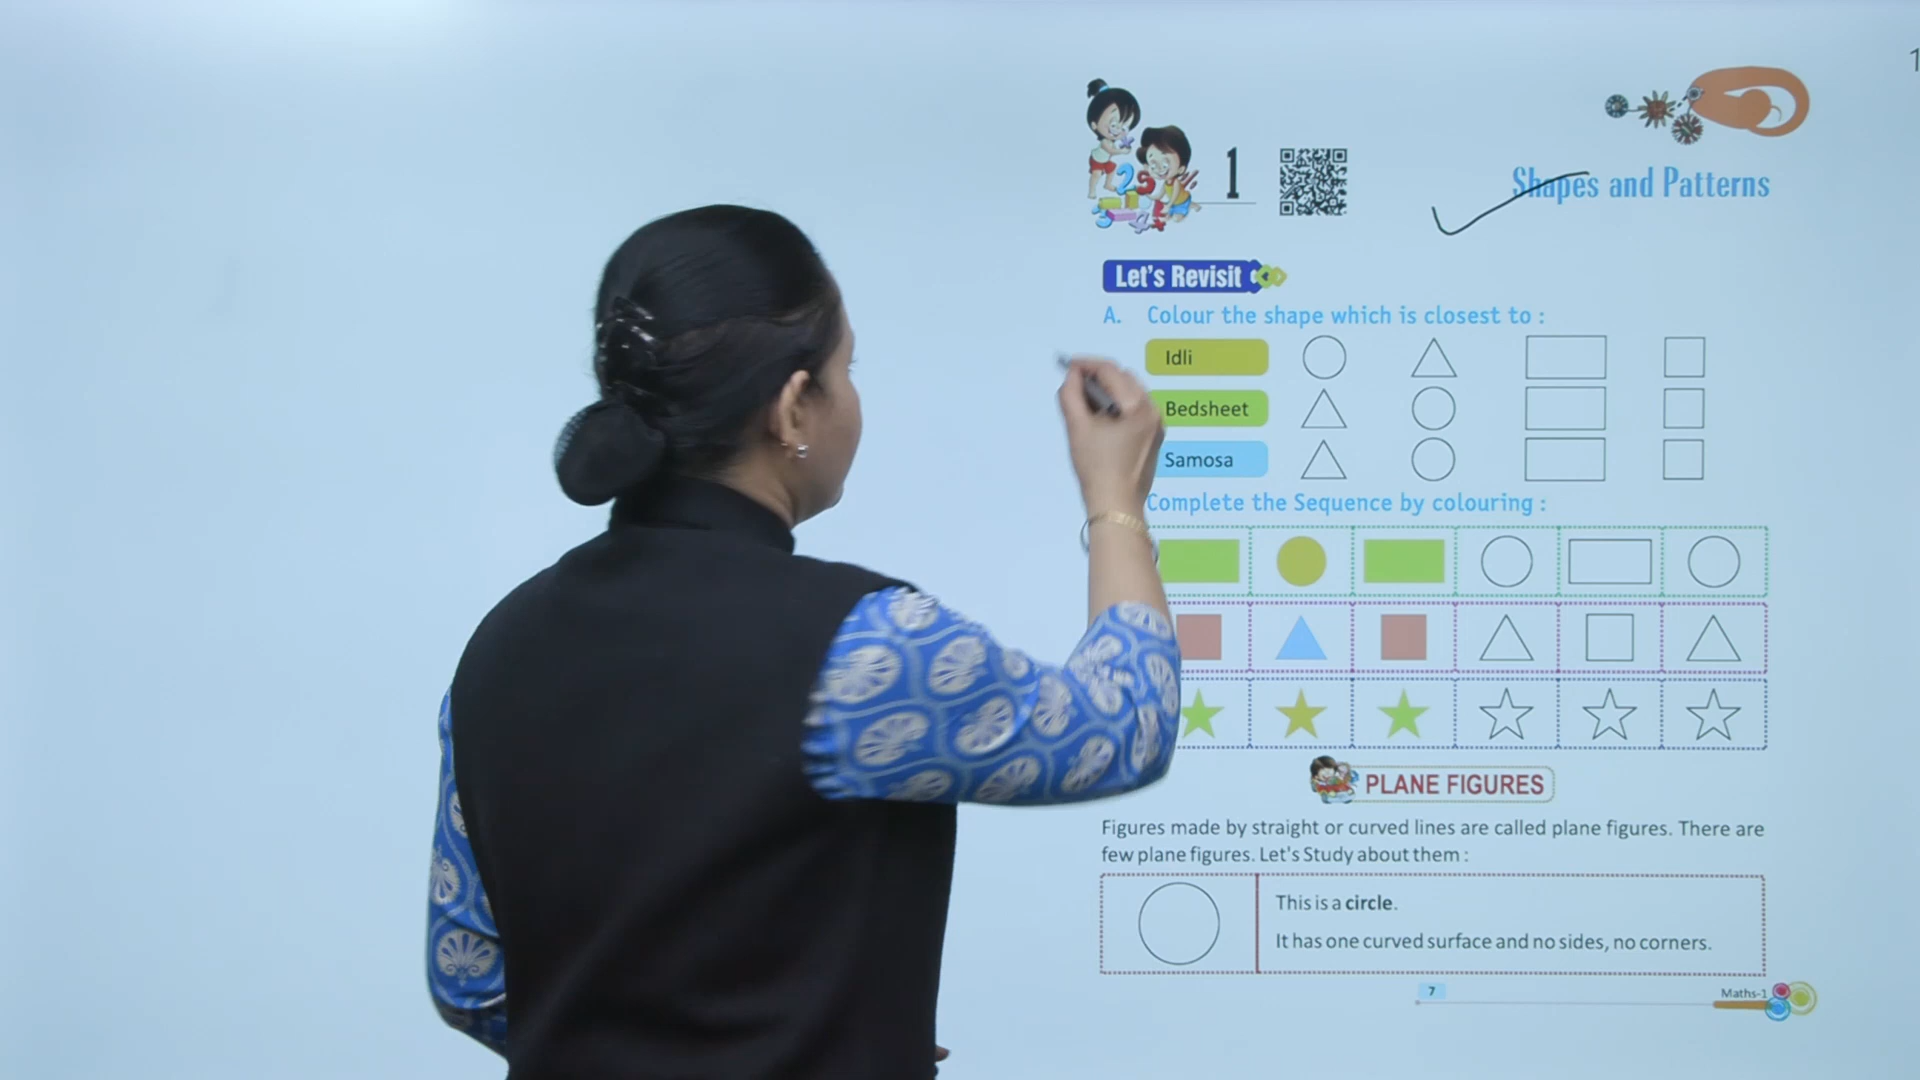 1
1
Shapes and Patterns
Let's Revisit
A. Colour the shape which is closest to :
Idli
Bedsheet
Samosa
Complete the Sequence by colouring :
PLANE FIGURES
Figures made by straight or curved lines are called plane figures. There are
few plane figures. Let's Study about them :
This is a circle.
It has one curved surface and no sides, no corners.
7
Maths-1